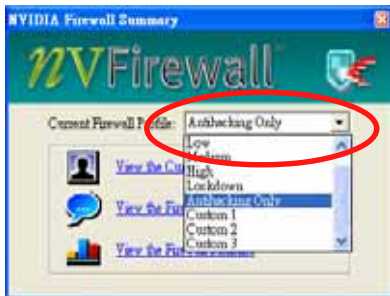 NVIDIA Firewall Summary
nVFirewall
Current Firewall Profile: Antihacking Only
Low
Medium
High
Lockdown
Antihacking Only
Custom 1
Custom 2
Custom 3
View the
View the
View the